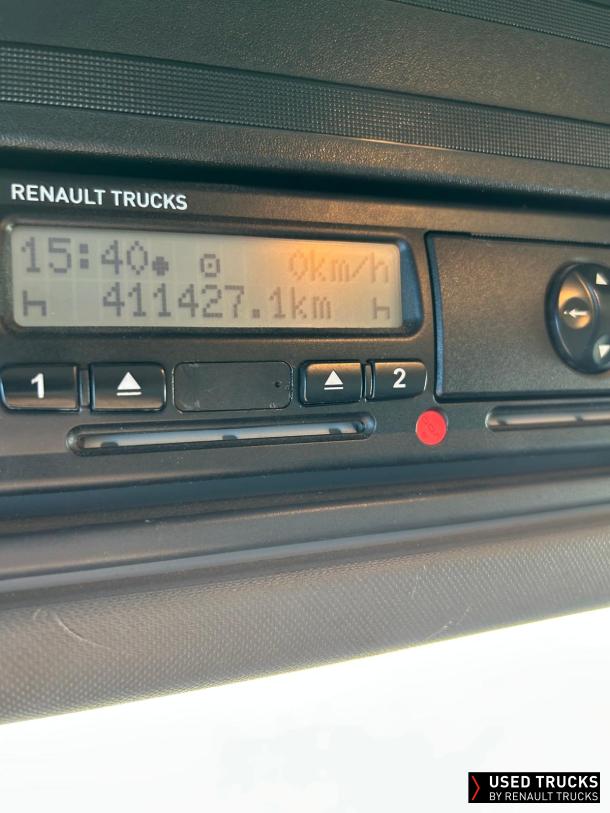 RENAULT TRUCKS
15:40 0km/h
411427.1km
1 2
USED TRUCKS
BY RENAULT TRUCKS